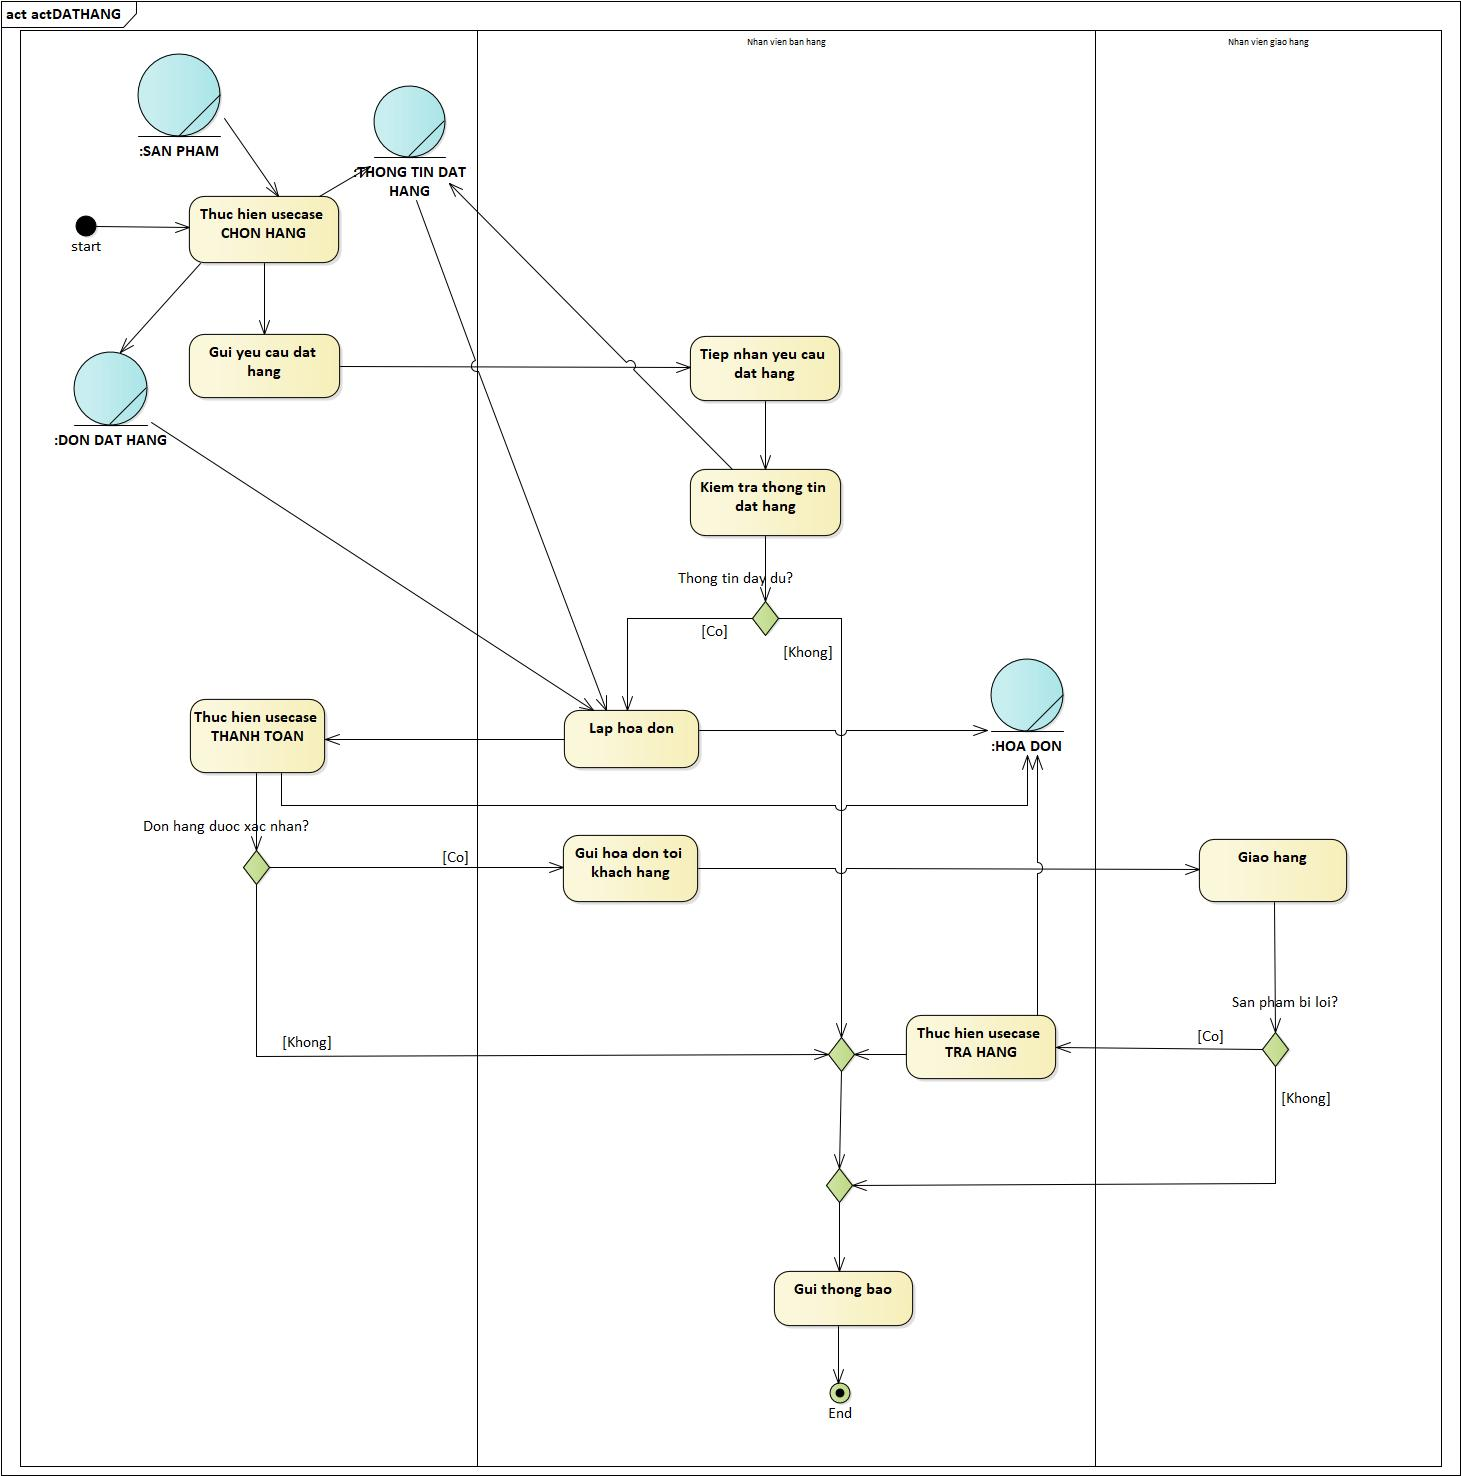 act actDATHANG
Nhan vien ban hang
Nhan vien giao hang
:SAN PHAM
:THONG TIN DAT
HANG
Thuc hien usecase
CHON HANG
start
Gui yeu cau dat
hang
Tiep nhan yeu cau
dat hang
:DON DAT HANG
Kiem tra thong tin
dat hang
Thong tin day du?
[Co]
[Khong]
Thuc hien usecase
THANH TOAN
Lap hoa don
:HOA DON
Don hang duoc xac nhan?
[Co]
Gui hoa don toi
khach hang
Giao hang
San pham bi loi?
[Khong]
Thuc hien usecase
TRA HANG
[Co]
[Khong]
Gui thong bao
End